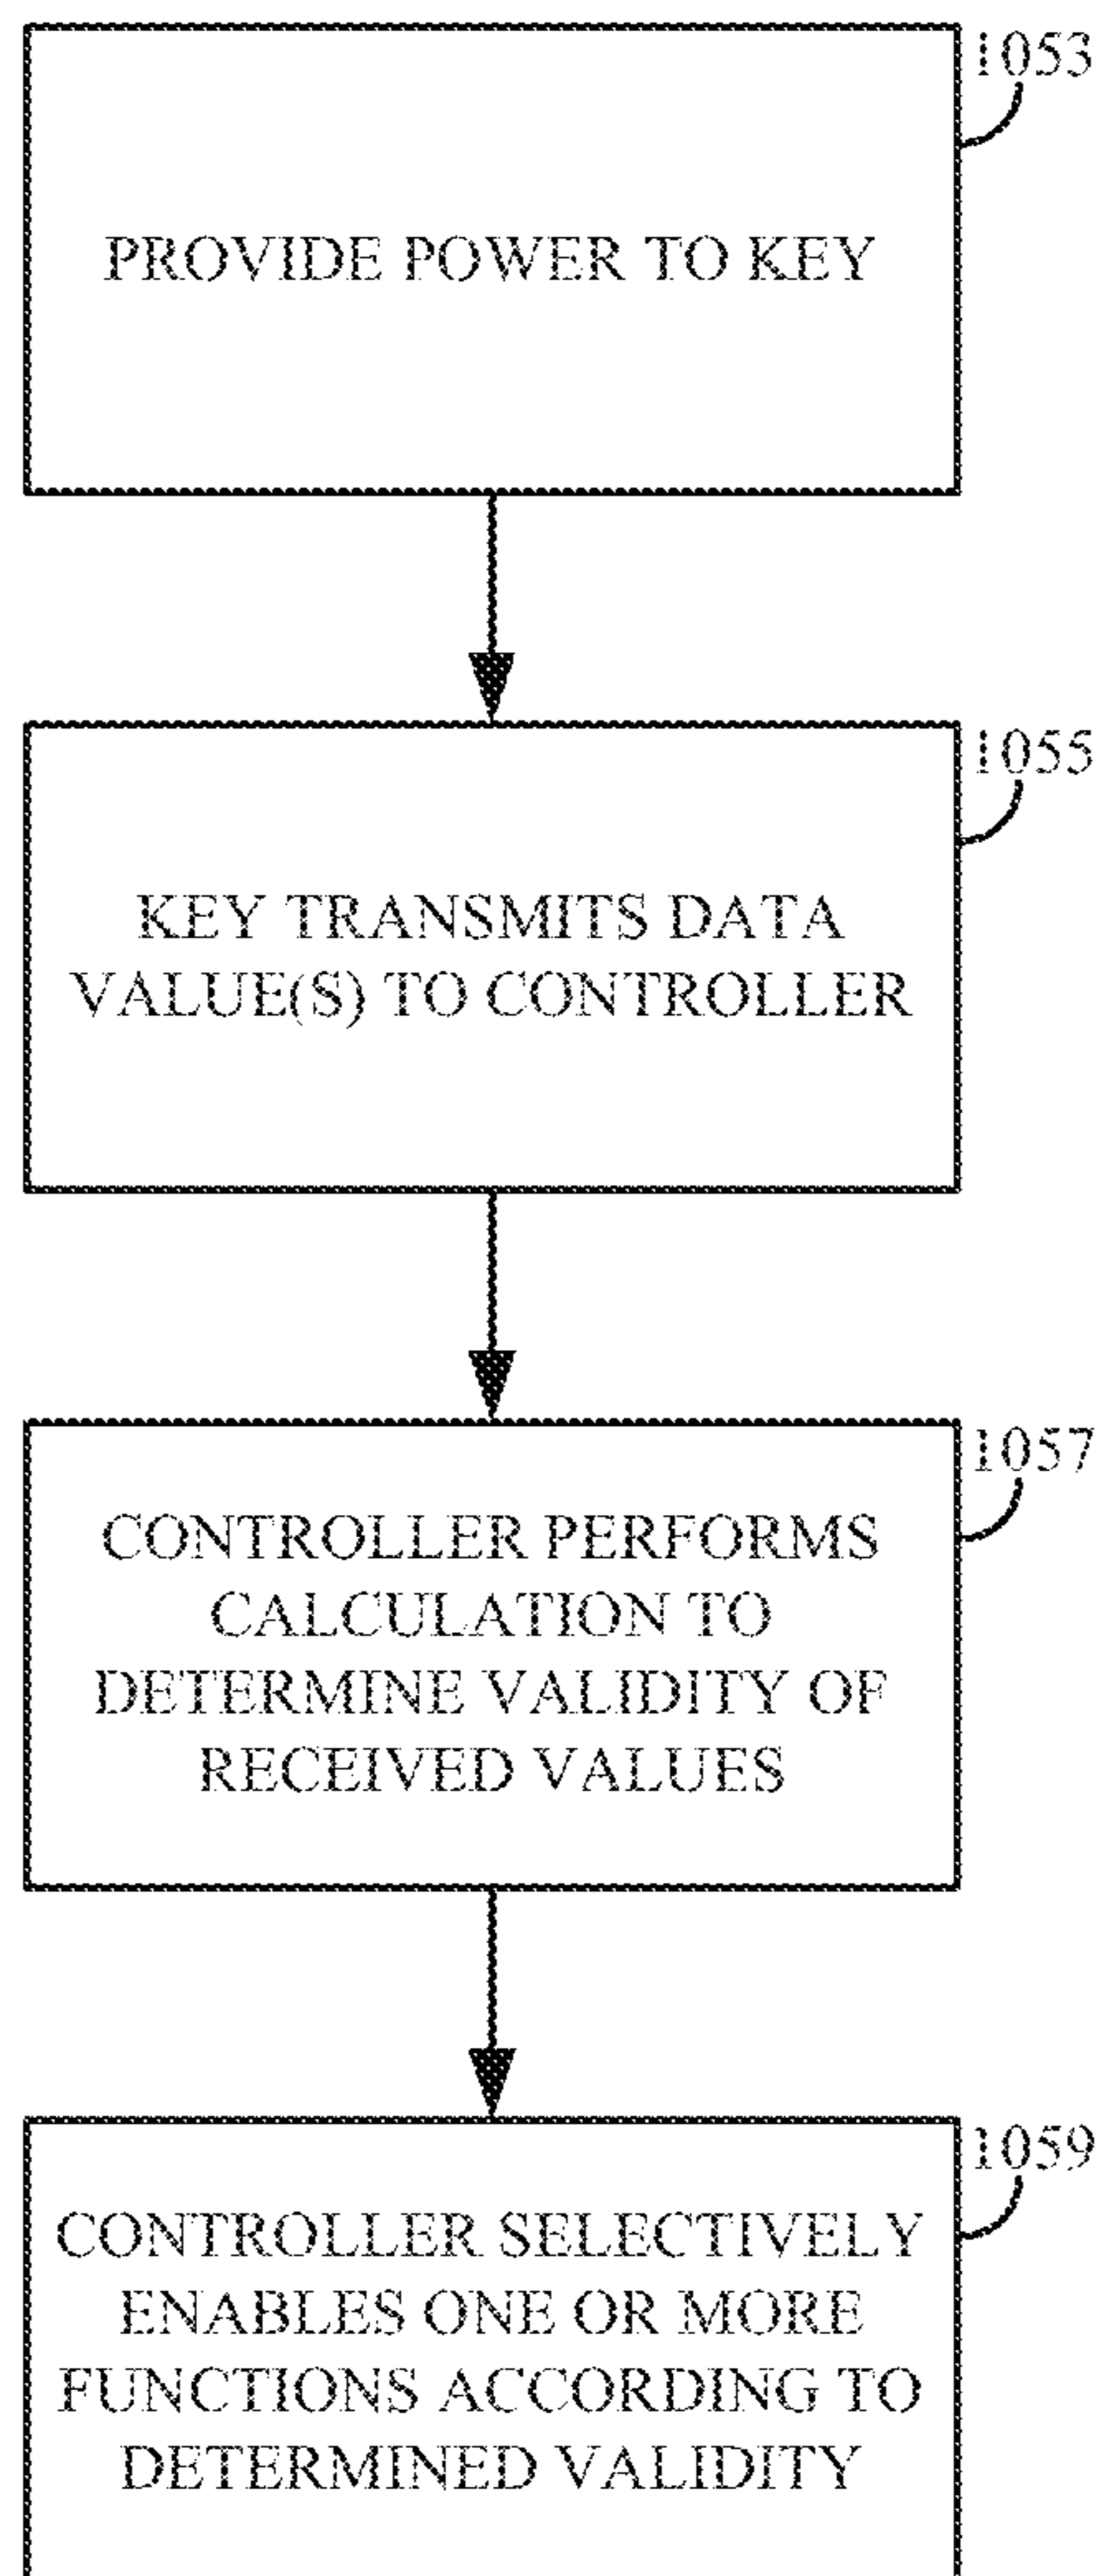 1053
PROVIDE POWER TO KEY
1055
KEY TRANSMITS DATA
VALUE(S) TO CONTROLLER
1057
CONTROLLER PERFORMS
CALCULATION TO
DETERMINE VALIDITY OF
RECEIVED VALUES
1059
CONTROLLER SELECTIVELY
ENABLES ONE OR MORE
FUNCTIONS ACCORDING TO
DETERMINED VALIDITY